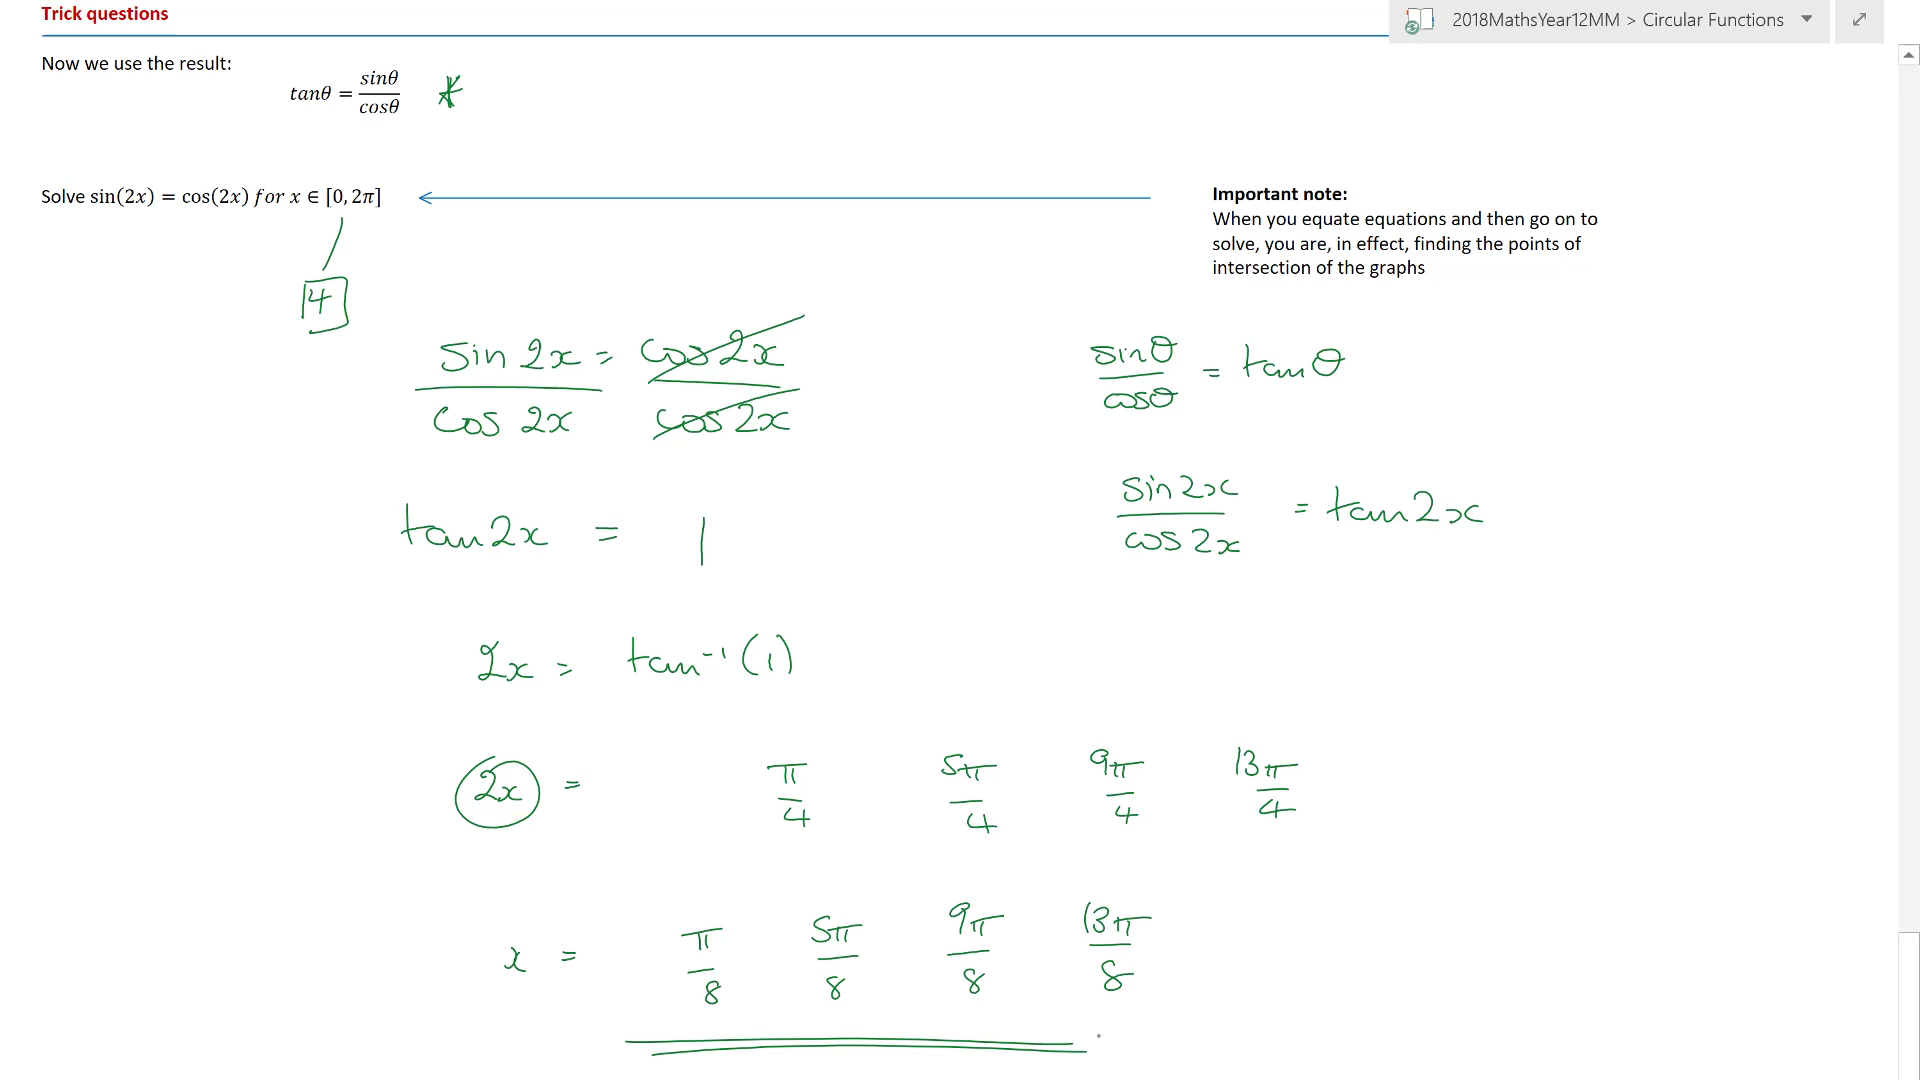 Trick questions
2018MathsYear12MM > Circular Functions
Now we use the result:
tanθ = sinθ/cosθ *
Solve sin(2x) = cos(2x) for x ∈ [0, 2π]
4
Important note:
When you equate equations and then go on to
solve, you are, in effect, finding the points of
intersection of the graphs
sin 2x / cos 2x = cos 2x / cos 2x
sinθ/cosθ = tanθ
tan 2x = 1
sin 2x / cos 2x = tan 2x
2x = tan⁻¹(1)
2x = π/4 5π/4 9π/4 13π/4
x = π/8 5π/8 9π/8 13π/8